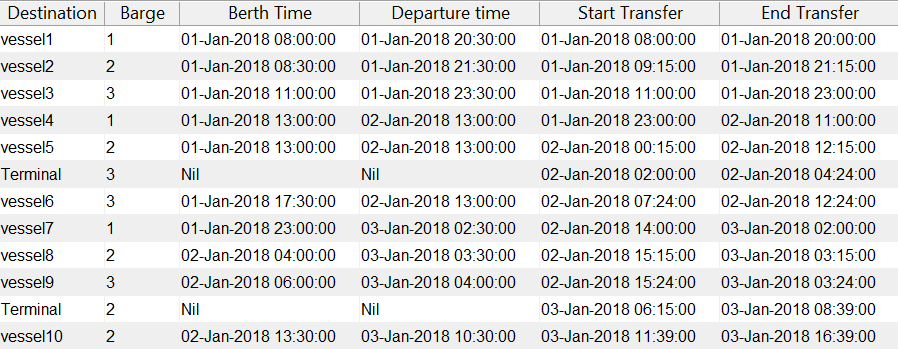 Destination Barge Berth Time Departure time Start Transfer End Transfer
vessel1 1 01-Jan-2018 08:00:00 01-Jan-2018 20:30:00 01-Jan-2018 08:00:00 01-Jan-2018 20:00:00
vessel2 2 01-Jan-2018 08:30:00 01-Jan-2018 21:30:00 01-Jan-2018 09:15:00 01-Jan-2018 21:15:00
vessel3 3 01-Jan-2018 11:00:00 01-Jan-2018 23:30:00 01-Jan-2018 11:00:00 01-Jan-2018 23:00:00
vessel4 1 01-Jan-2018 13:00:00 02-Jan-2018 13:00:00 01-Jan-2018 23:00:00 02-Jan-2018 11:00:00
vessel5 2 01-Jan-2018 13:00:00 02-Jan-2018 13:00:00 02-Jan-2018 00:15:00 02-Jan-2018 12:15:00
Terminal 3 Nil Nil 02-Jan-2018 02:00:00 02-Jan-2018 04:24:00
vessel6 3 01-Jan-2018 17:30:00 02-Jan-2018 13:00:00 02-Jan-2018 07:24:00 02-Jan-2018 12:24:00
vessel7 1 01-Jan-2018 23:00:00 03-Jan-2018 02:30:00 02-Jan-2018 14:00:00 03-Jan-2018 02:00:00
vessel8 2 02-Jan-2018 04:00:00 03-Jan-2018 03:30:00 02-Jan-2018 15:15:00 03-Jan-2018 03:15:00
vessel9 3 02-Jan-2018 06:00:00 03-Jan-2018 04:00:00 02-Jan-2018 15:24:00 03-Jan-2018 03:24:00
Terminal 2 Nil Nil 03-Jan-2018 06:15:00 03-Jan-2018 08:39:00
vessel10 2 02-Jan-2018 13:30:00 03-Jan-2018 10:30:00 03-Jan-2018 11:39:00 03-Jan-2018 16:39:00